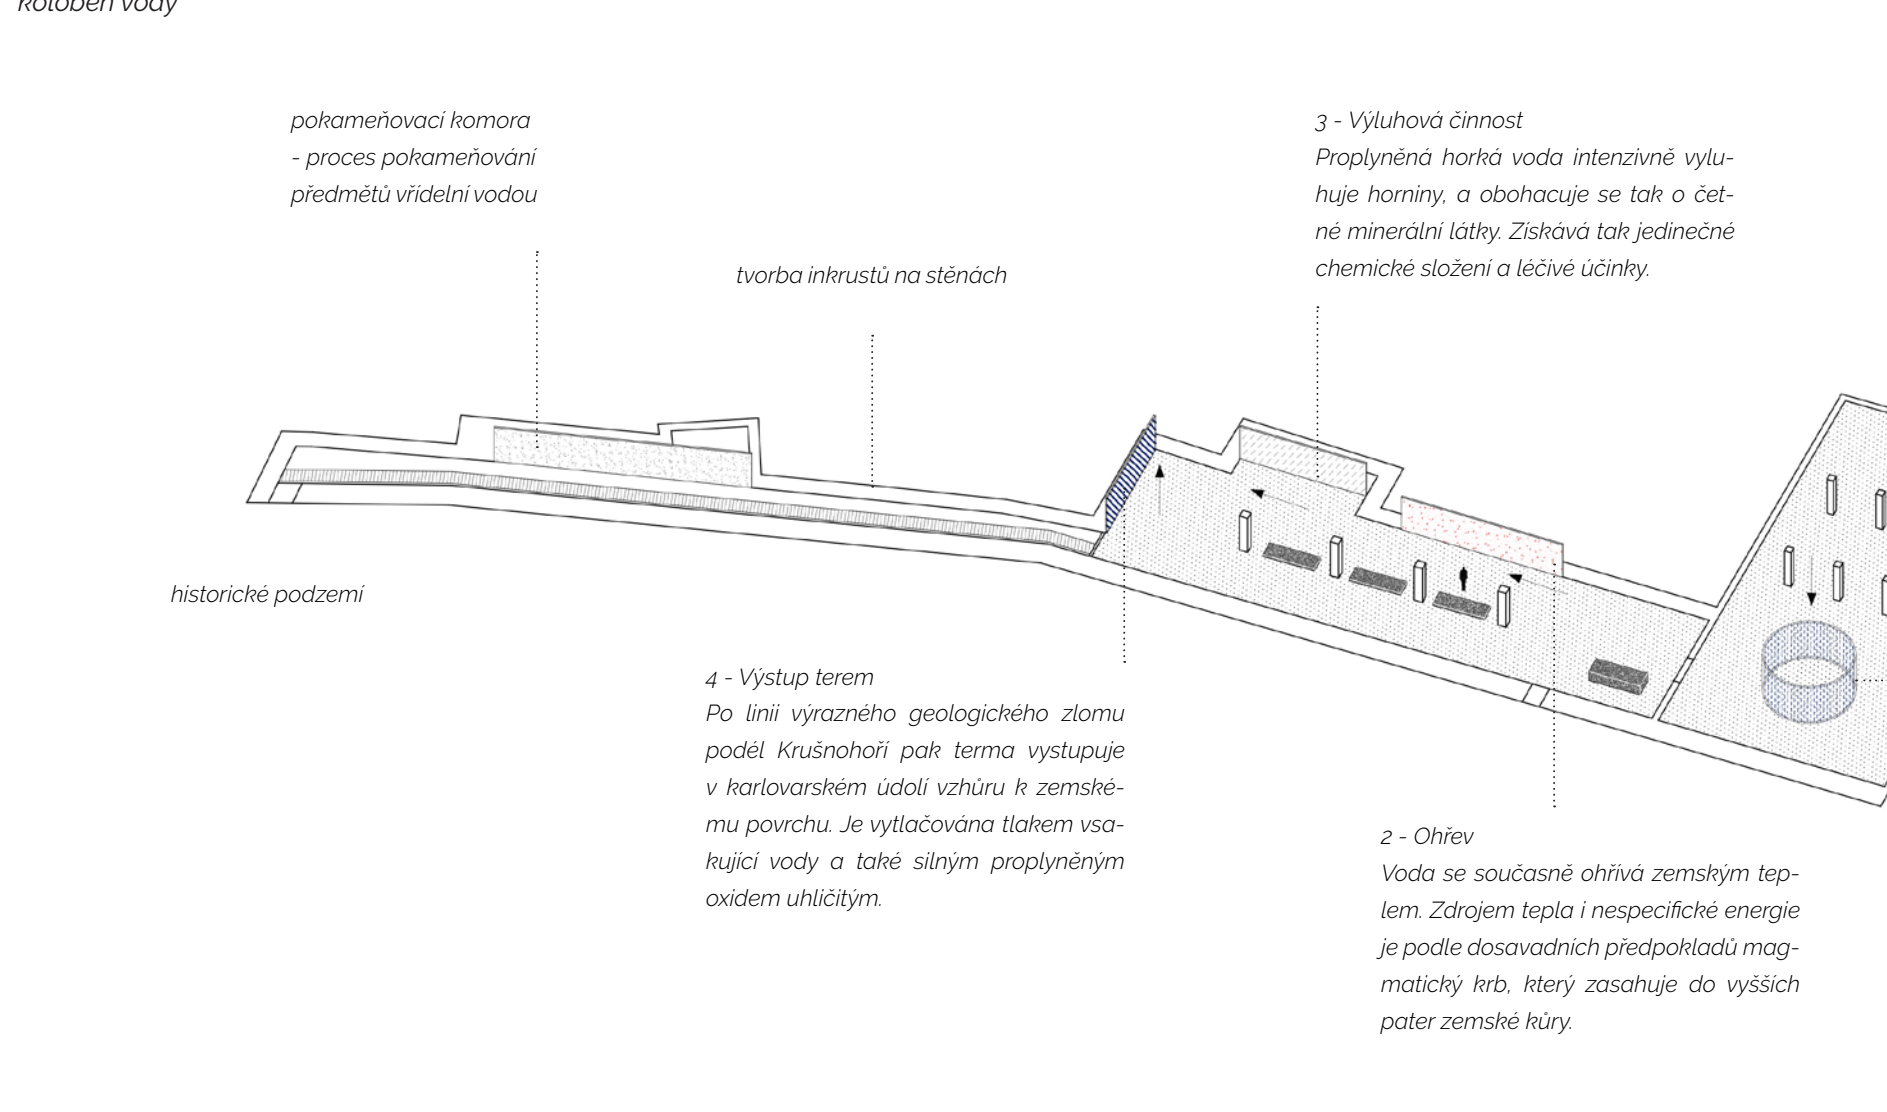 koloběh vody
pokameňovací komora
- proces pokameňování
předmětů vřídelní vodou
tvorba inkrustů na stěnách
3 - Výluhová činnost
Proplyněná horká voda intenzivně vylu-
huje horniny, a obohacuje se tak o čet-
né minerální látky. Získává tak jedinečné
chemické složení a léčivé účinky.
historické podzemí
4 - Výstup terem
Po linii výrazného geologického zlomu
podél Krušnohoří pak terma vystupuje
v karlovarském údolí vzhůru k zemské-
mu povrchu. Je vytlačována tlakem vsa-
kující vody a také silným proplyněným
oxidem uhličitým.
2 - Ohřev
Voda se současně ohřívá zemským tep-
lem. Zdrojem tepla i nespecifické energie
je podle dosavadních předpokladů mag-
matický krb, který zasahuje do vyšších
pater zemské kůry.